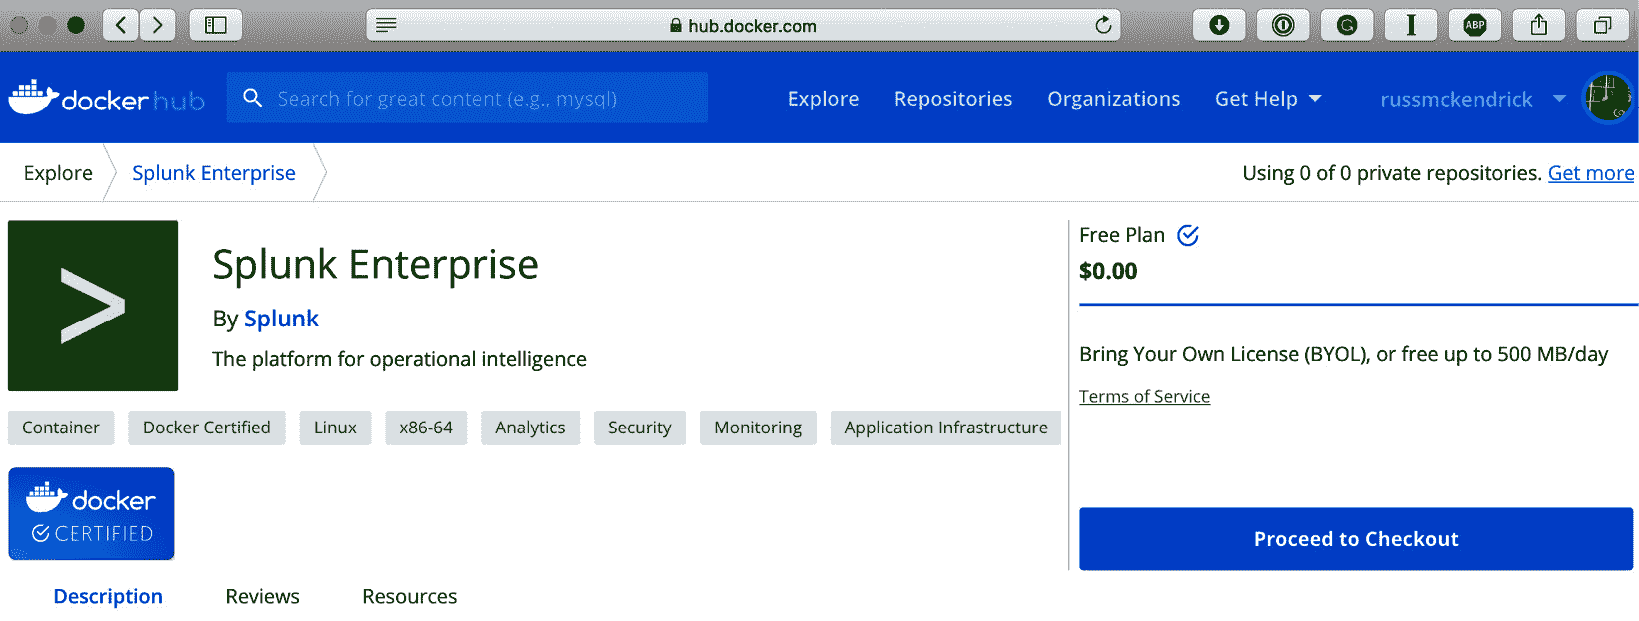 hub.docker.com
ABP
docker hub
Search for great content (e.g., mysql)
Explore
Repositories
Organizations
Get Help
russmckendrick
Explore
Splunk Enterprise
Using 0 of 0 private repositories. Get more
Splunk Enterprise
By Splunk
The platform for operational intelligence
Container
Docker Certified
Linux
x86-64
Analytics
Security
Monitoring
Application Infrastructure
docker
CERTIFIED
Free Plan
$0.00
Bring Your Own License (BYOL), or free up to 500 MB/day
Terms of Service
Proceed to Checkout
Description
Reviews
Resources